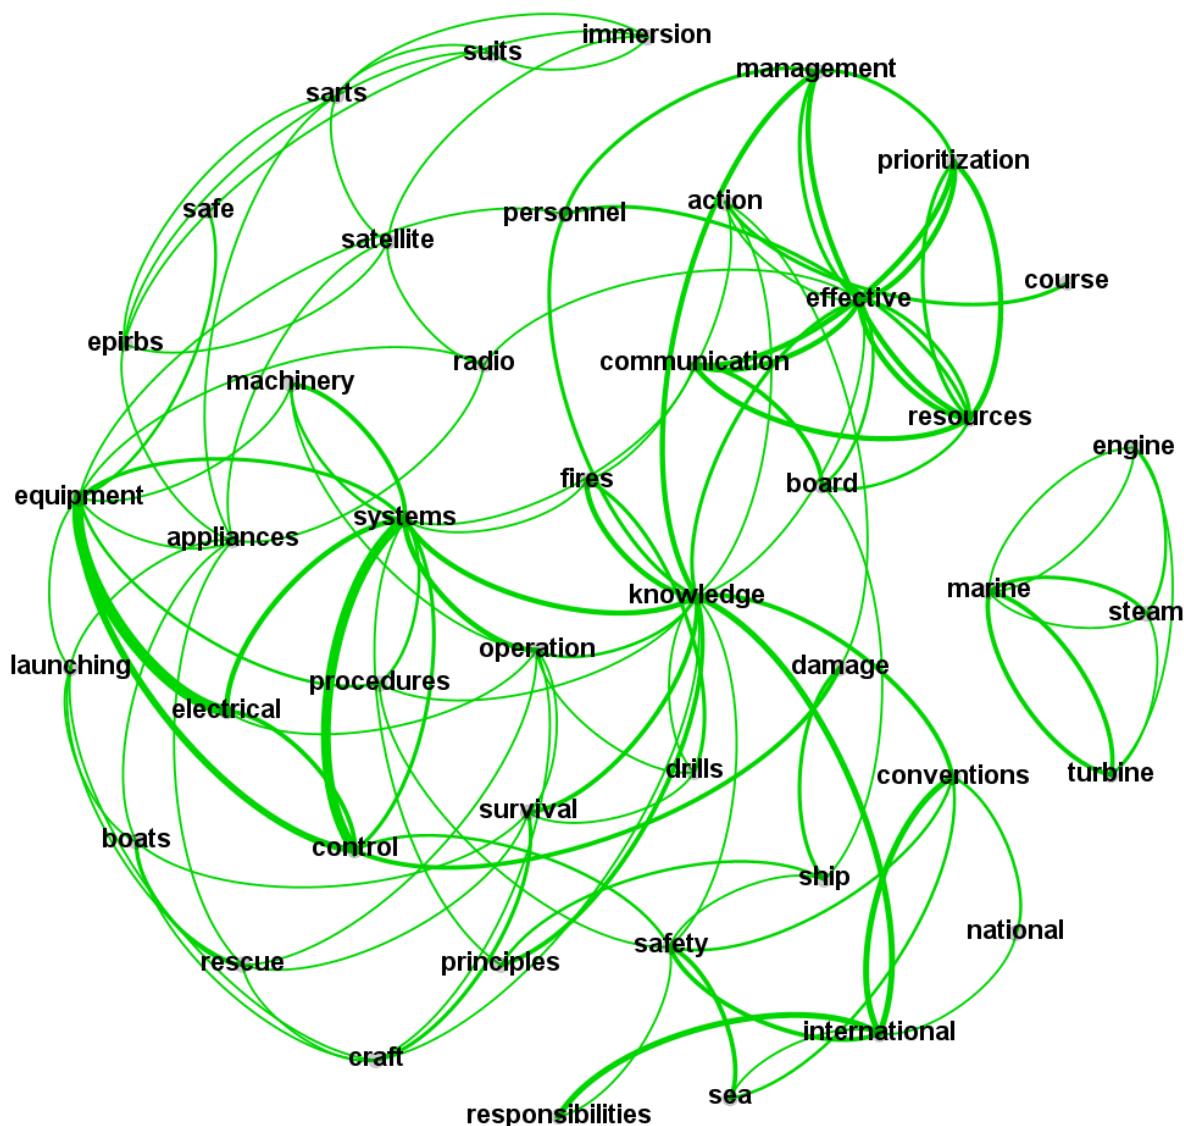 immersion
suits
management
sarts
prioritization
action
safe
personnel
satellite
course
effective
epirbs
radio
communication
machinery
resources
engine
fires
board
equipment
systems
appliances
marine
knowledge
steam
operation
launching
damage
procedures
electrical
drills
turbine
conventions
survival
boats
control
ship
national
safety
rescue
principles
international
craft
sea
responsibilities